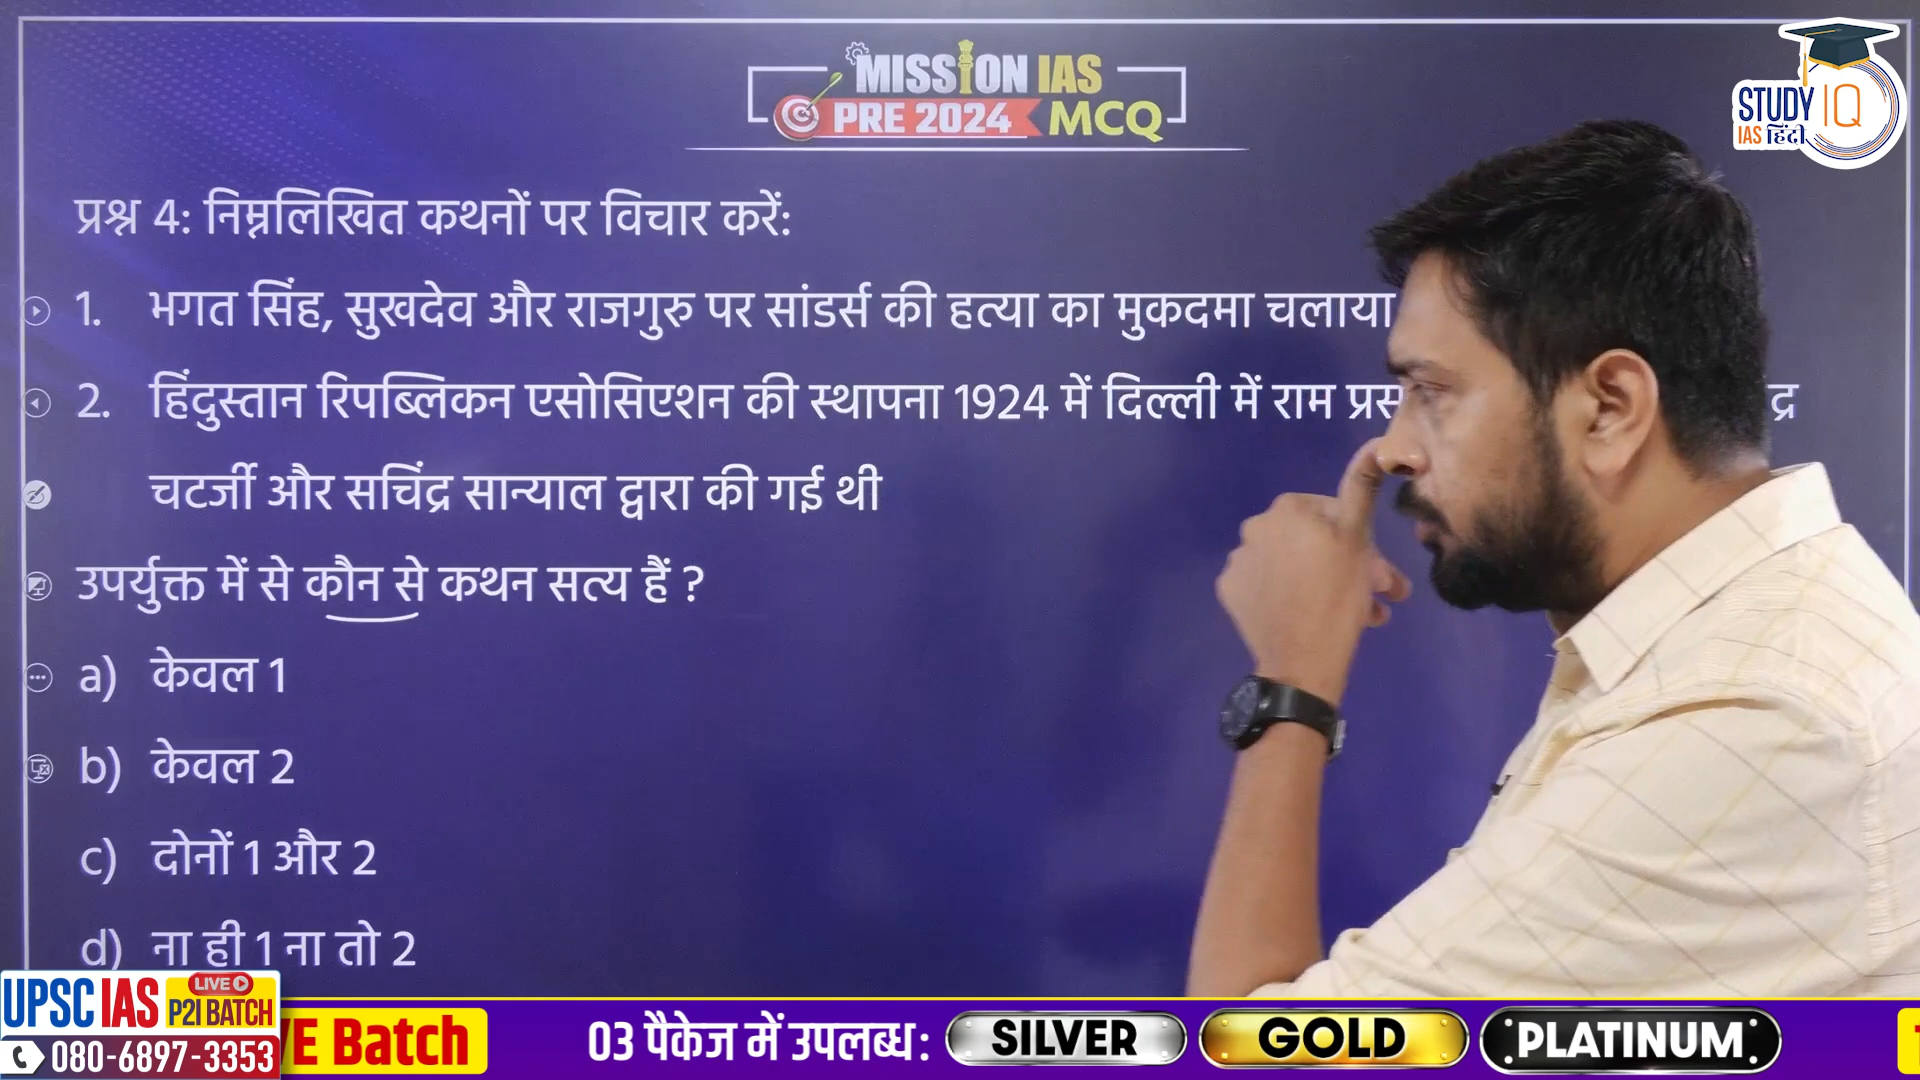 MISSION IAS
PRE 2024 MCQ
STUDY IQ
IAS हिंदी
प्रश्न 4: निम्नलिखित कथनों पर विचार करें:
1. भगत सिंह, सुखदेव और राजगुरु पर सांडर्स की हत्या का मुकदमा चलाया
2. हिंदुस्तान रिपब्लिकन एसोसिएशन की स्थापना 1924 में दिल्ली में राम
चटर्जी और सचिंद्र सान्याल द्वारा की गई थी
उपर्युक्त में से कौन से कथन सत्य हैं ?
a) केवल 1
b) केवल 2
c) दोनों 1 और 2
d) ना ही 1 ना तो 2
UPSC IAS LIVE P2I BATCH
080-6897-3353
Batch 03 पैकेज में उपलब्ध: SILVER GOLD PLATINUM